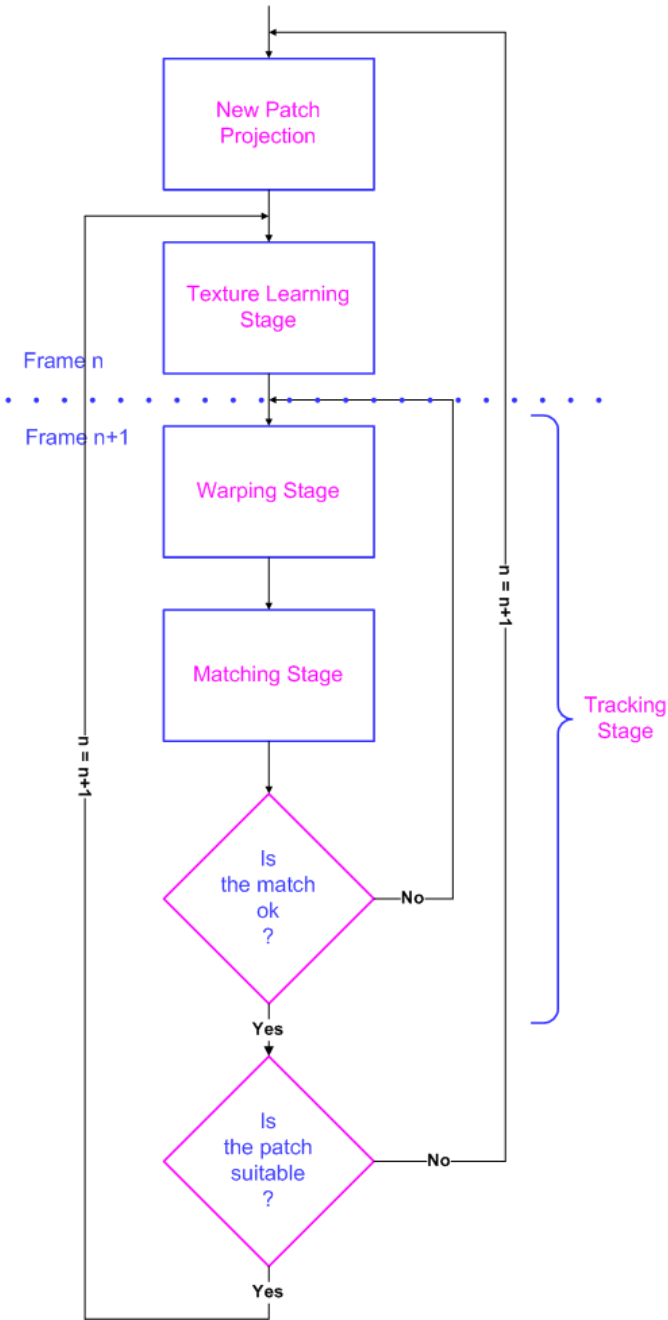 New Patch
Projection
Texture Learning
Stage
Frame n
Frame n+1
Warping Stage
n = n+1
Matching Stage
Tracking
Stage
n = n+1
Is
the match
ok
?
No
Yes
Is
the patch
suitable
?
No
Yes